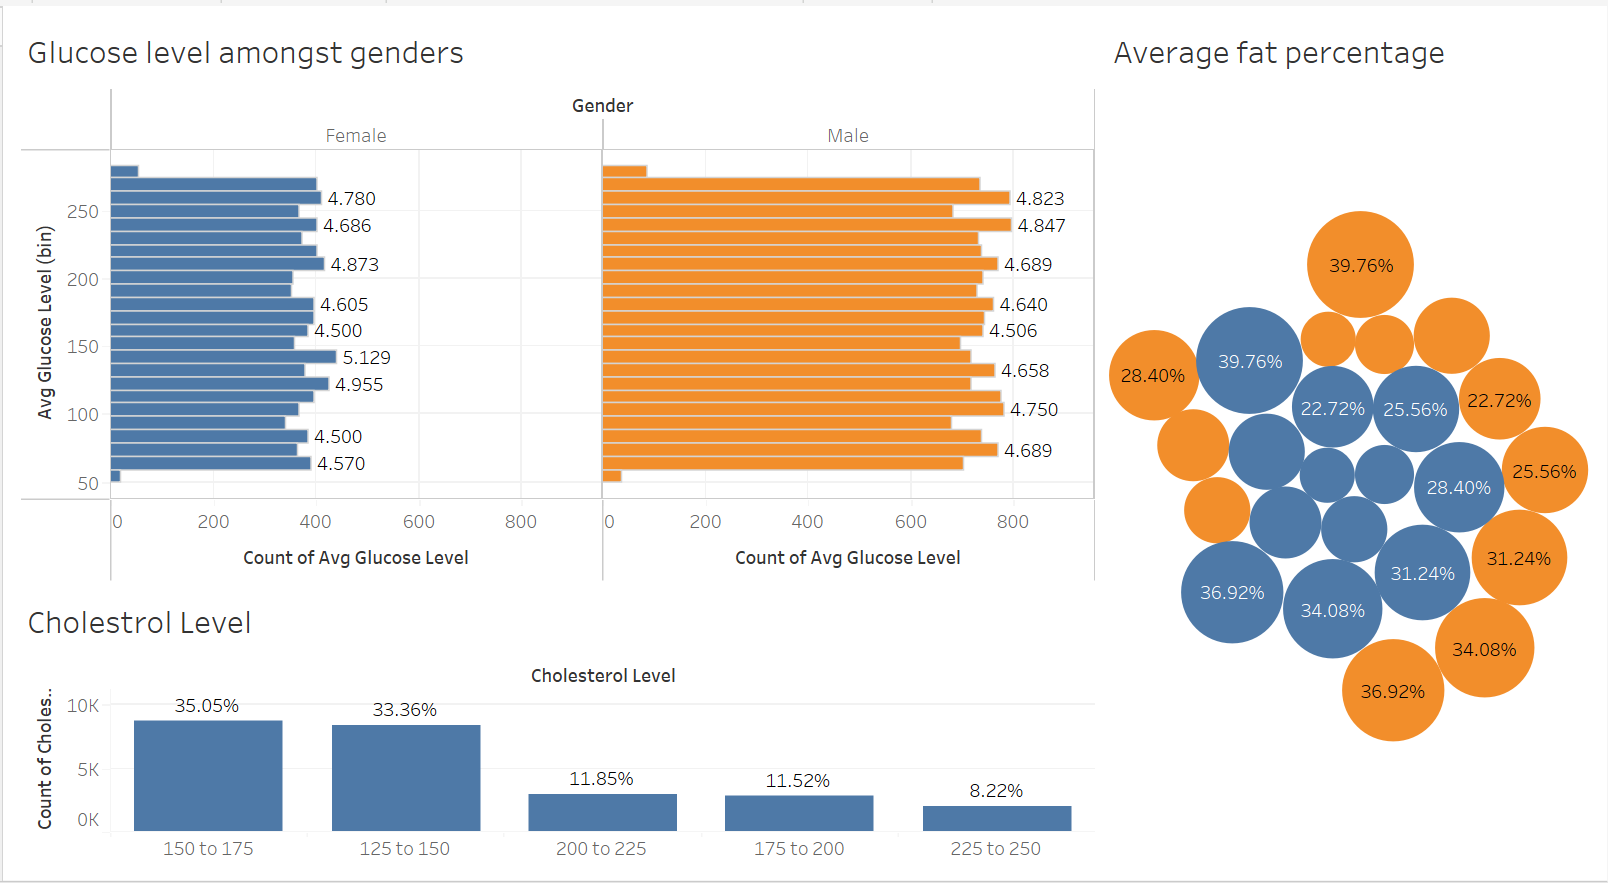 Glucose level amongst genders
Gender
Female
Male
Avg Glucose Level (bin)
250
200
150
100
50
4.780
4.686
4.873
4.605
4.500
5.129
4.955
4.500
4.570
4.823
4.847
4.689
4.640
4.506
4.658
4.750
4.689
0 200 400 600 800
0 200 400 600 800
Count of Avg Glucose Level
Count of Avg Glucose Level
Cholestrol Level
Cholesterol Level
Count of Choles..
10K
5K
0K
35.05%
33.36%
11.85%
11.52%
8.22%
150 to 175
125 to 150
200 to 225
175 to 200
225 to 250
Average fat percentage
39.76%
39.76%
28.40%
22.72%
22.72%
25.56%
25.56%
28.40%
31.24%
31.24%
36.92%
34.08%
34.08%
36.92%